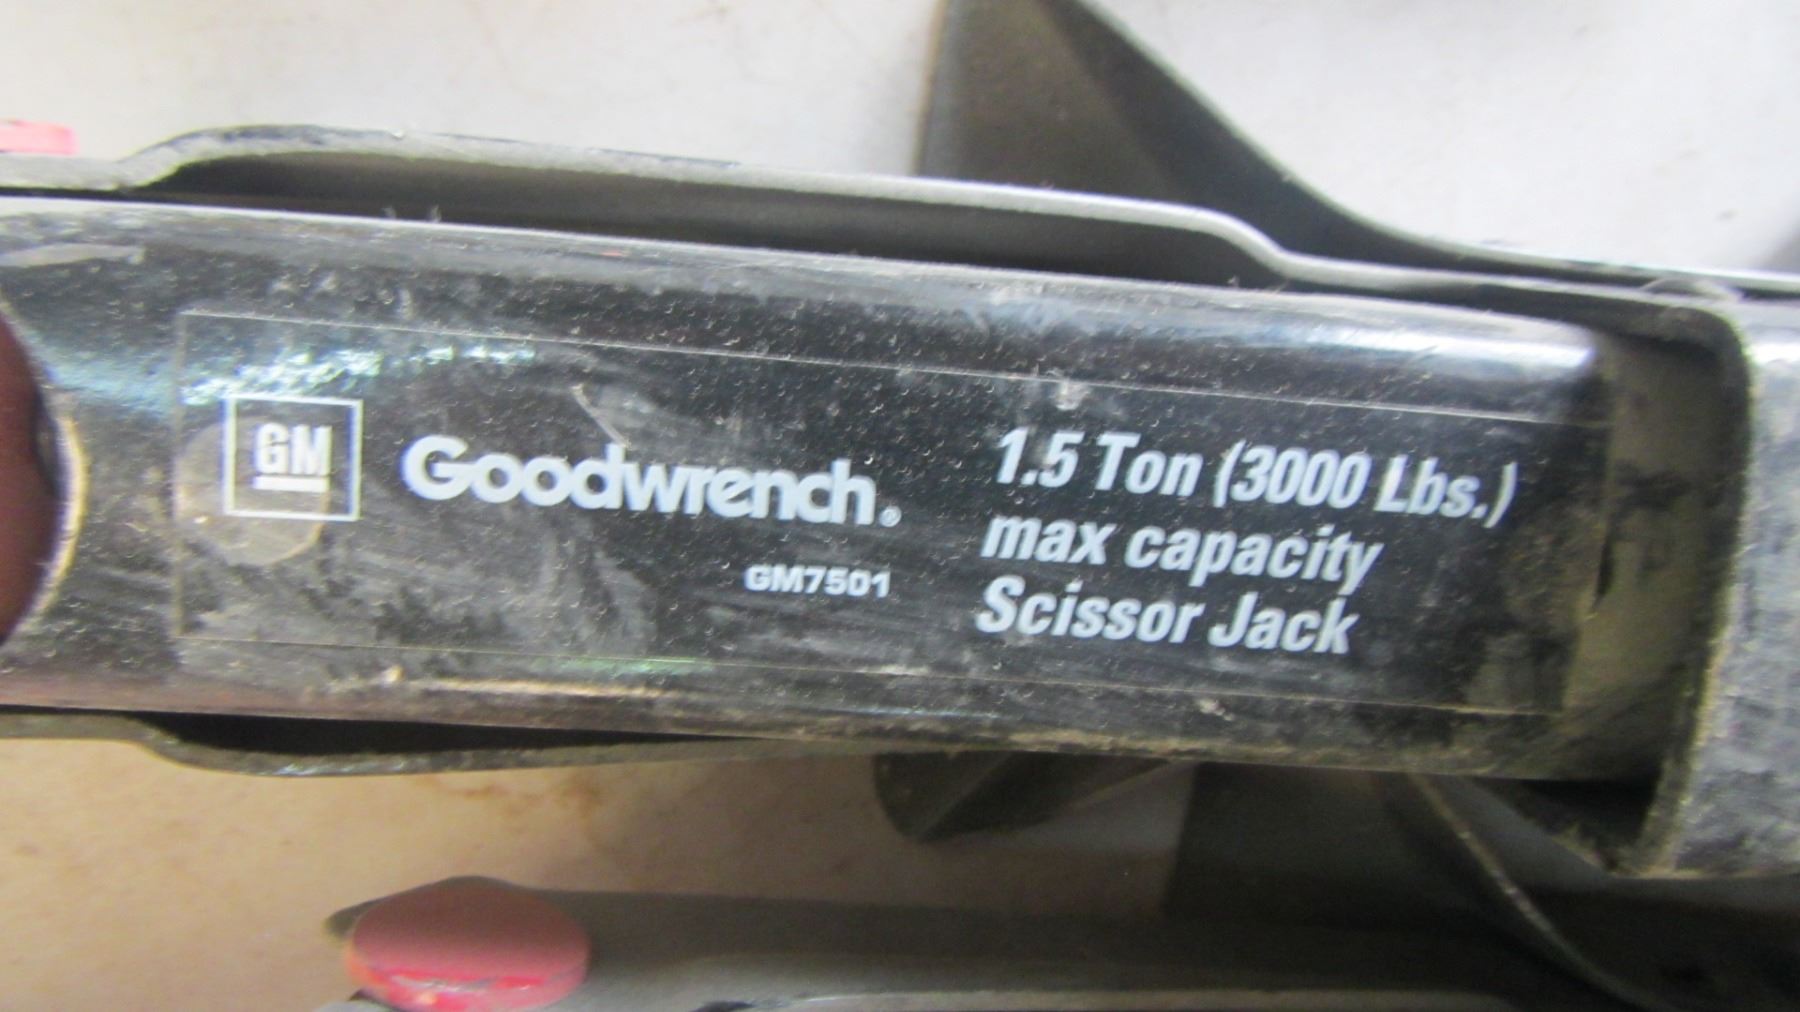 GM
Goodwrench®
GM7501
1.5 Ton (3000 Lbs.)
max capacity
Scissor Jack